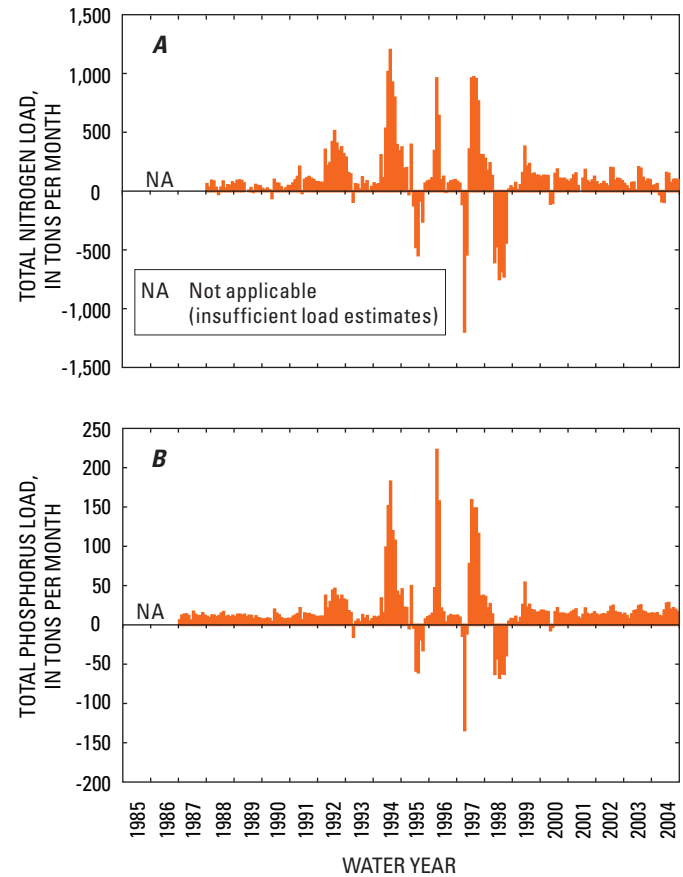 A
TOTAL NITROGEN LOAD,
IN TONS PER MONTH
1,500
1,000
500
0
-500
-1,000
-1,500
NA
NA Not applicable
(insufficient load estimates)
B
TOTAL PHOSPHORUS LOAD,
IN TONS PER MONTH
250
200
150
100
50
0
-50
-100
-150
-200
NA
1985 1986 1987 1988 1989 1990 1991 1992 1993 1994 1995 1996 1997 1998 1999 2000 2001 2002 2003 2004
WATER YEAR